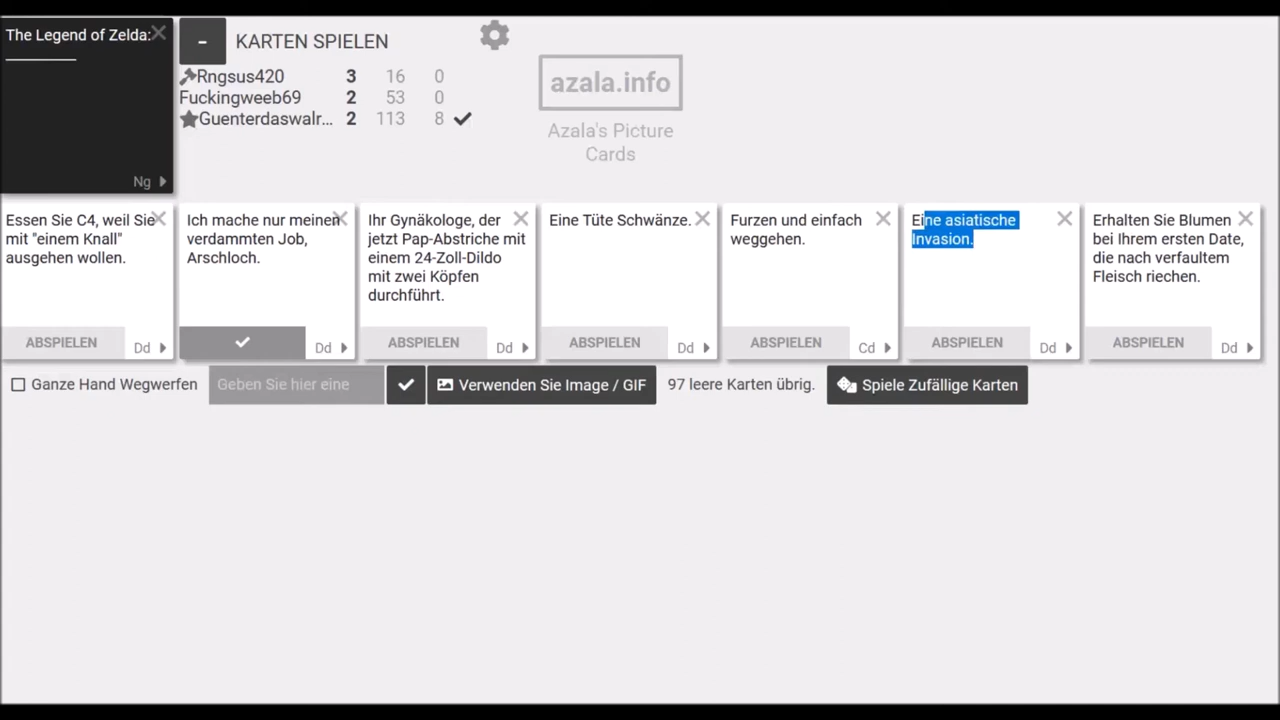 The Legend of Zelda:
________
Ng
-
KARTEN SPIELEN
Rngsus420 3 16 0
Fuckingweeb69 2 53 0
Guenterdaswalr... 2 113 8
azala.info
Azala's Picture
Cards
Essen Sie C4, weil Sie
mit "einem Knall"
ausgehen wollen.
ABSPIELEN
Dd
Ich mache nur meinen
verdammten Job,
Arschloch.
Dd
Ihr Gynäkologe, der
jetzt Pap-Abstriche mit
einem 24-Zoll-Dildo
mit zwei Köpfen
durchführt.
ABSPIELEN
Dd
Eine Tüte Schwänze.
ABSPIELEN
Dd
Furzen und einfach
weggehen.
ABSPIELEN
Cd
Eine asiatische
Invasion.
ABSPIELEN
Dd
Erhalten Sie Blumen
bei Ihrem ersten Date,
die nach verfaultem
Fleisch riechen.
ABSPIELEN
Dd
Ganze Hand Wegwerfen
Geben Sie hier eine
Verwenden Sie Image / GIF
97 leere Karten übrig.
Spiele Zufällige Karten